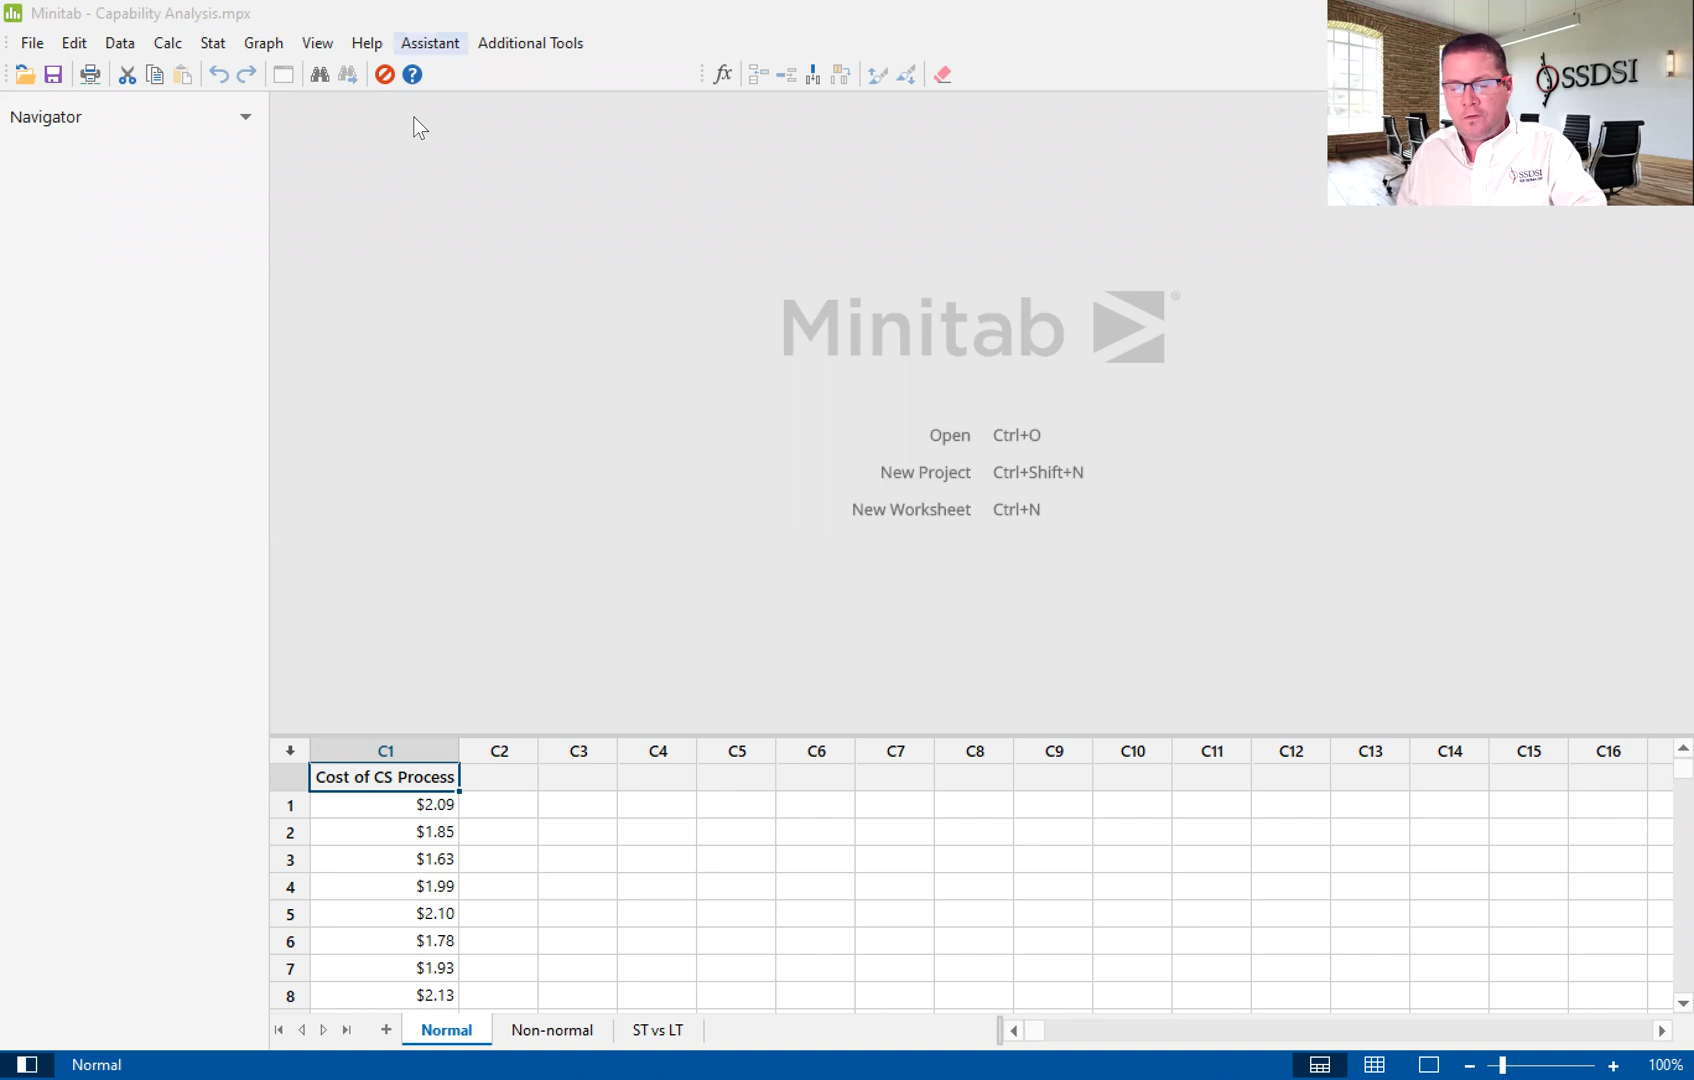 Minitab - Capability Analysis.mpx
File Edit Data Calc Stat Graph View Help Assistant Additional Tools
fx
SSDSI
SSDSI
Navigator
Minitab ®
Open Ctrl+O
New Project Ctrl+Shift+N
New Worksheet Ctrl+N
C1 C2 C3 C4 C5 C6 C7 C8 C9 C10 C11 C12 C13 C14 C15 C16
Cost of CS Process
1 $2.09
2 $1.85
3 $1.63
4 $1.99
5 $2.10
6 $1.78
7 $1.93
8 $2.13
Normal Non-normal ST vs LT
Normal 100%